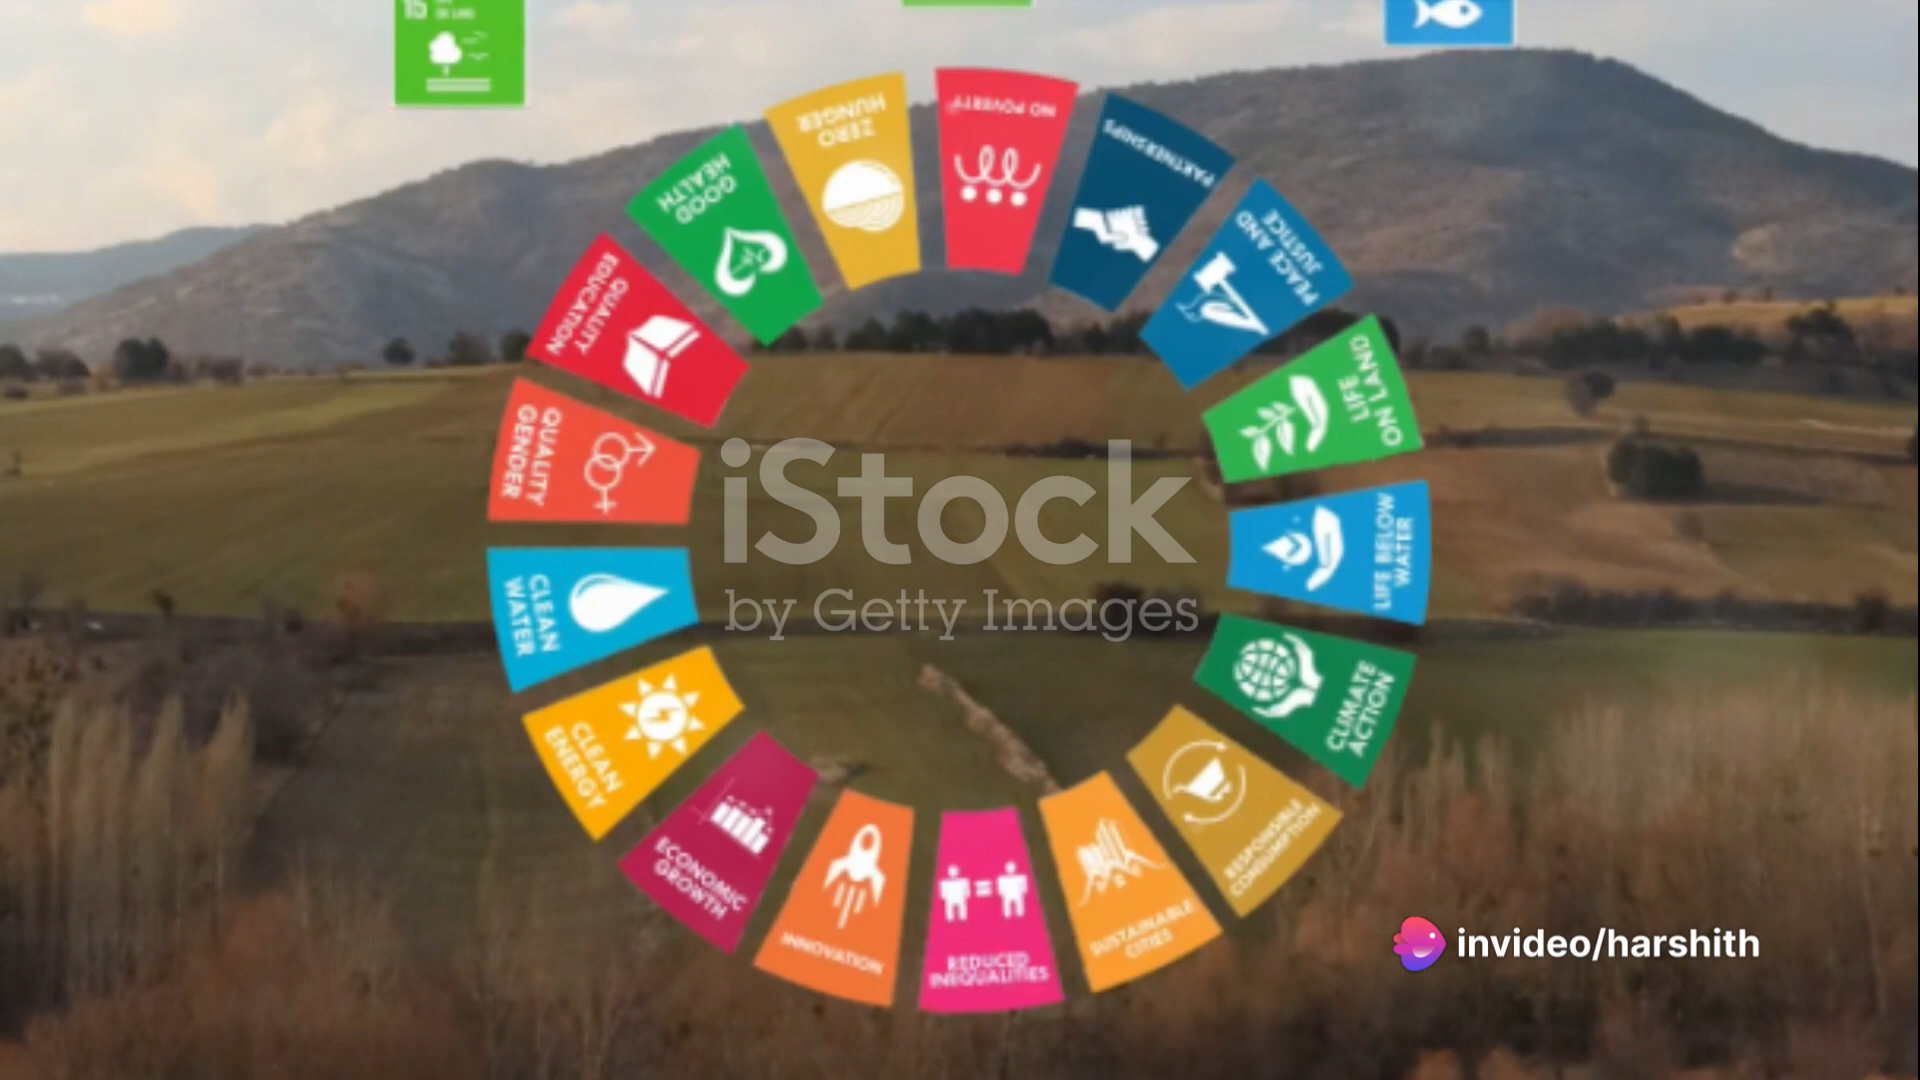 15
ON LAND
ZERO
HUNGER
NO POVERTY
PARTNERSHIPS
GOOD
HEALTH
PEACE AND
JUSTICE
QUALITY
EDUCATION
LIFE
ON LAND
QUALITY
GENDER
iStock
by Getty Images
LIFE BELOW
WATER
CLEAN
WATER
CLIMATE
ACTION
CLEAN
ENERGY
RESPONSIBLE
CONSUMPTION
ECONOMIC
GROWTH
INNOVATION
REDUCED
INEQUALITIES
SUSTAINABLE
CITIES
invideo/harshith